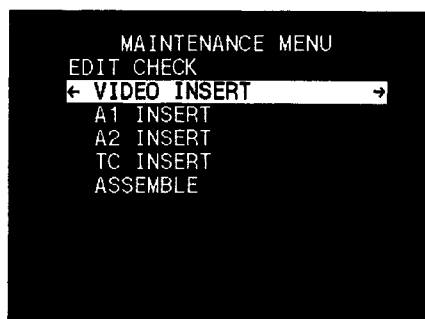 MAINTENANCE MENU
EDIT CHECK
← VIDEO INSERT →
A1 INSERT
A2 INSERT
TC INSERT
ASSEMBLE